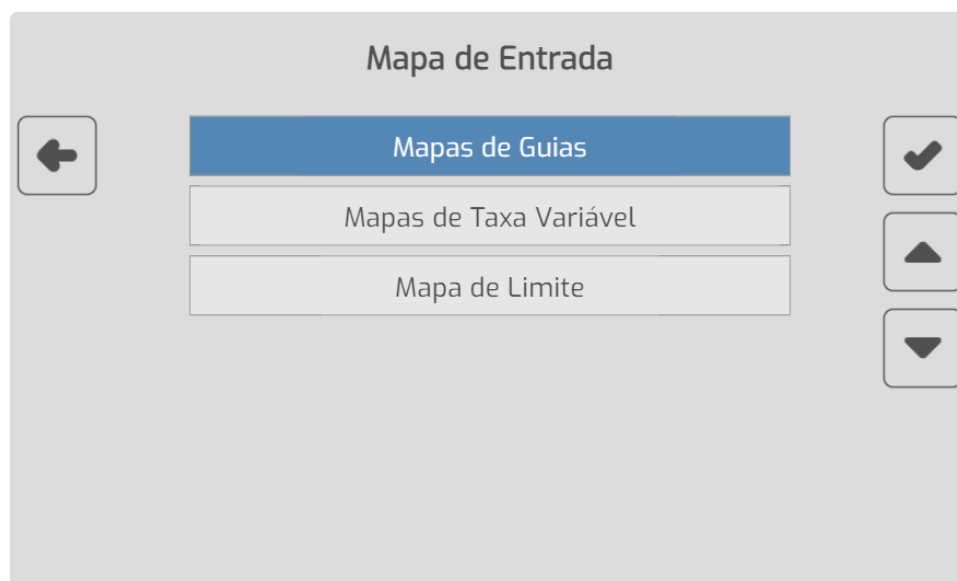 Mapa de Entrada
Mapas de Guias
Mapas de Taxa Variável
Mapa de Limite